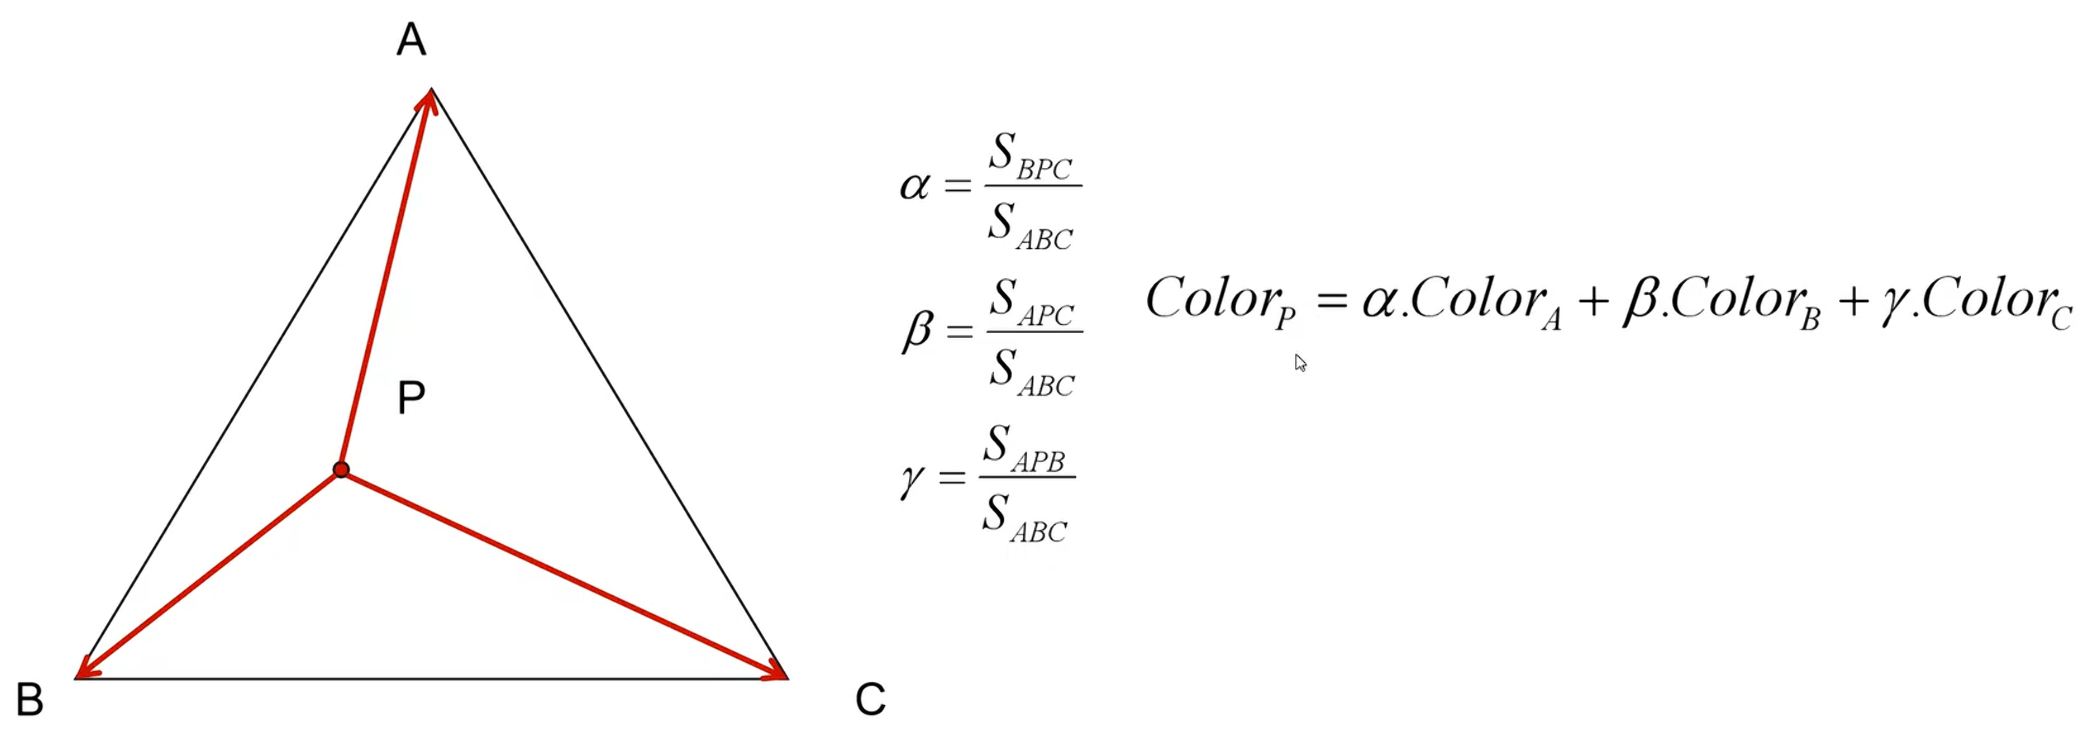 A
P
B
C
α = S_BPC / S_ABC
β = S_APC / S_ABC
γ = S_APB / S_ABC
Color_P = α.Color_A + β.Color_B + γ.Color_C